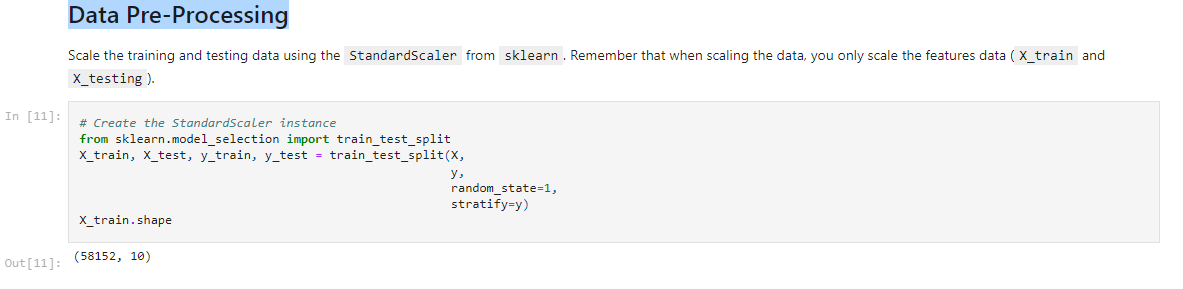 Data Pre-Processing
Scale the training and testing data using the StandardScaler from sklearn . Remember that when scaling the data, you only scale the features data ( X_train and
X_testing ).
In [11]:
# Create the StandardScaler instance
from sklearn.model_selection import train_test_split
X_train, X_test, y_train, y_test = train_test_split(X,
y,
random_state=1,
stratify=y)
X_train.shape
Out[11]:
(58152, 10)